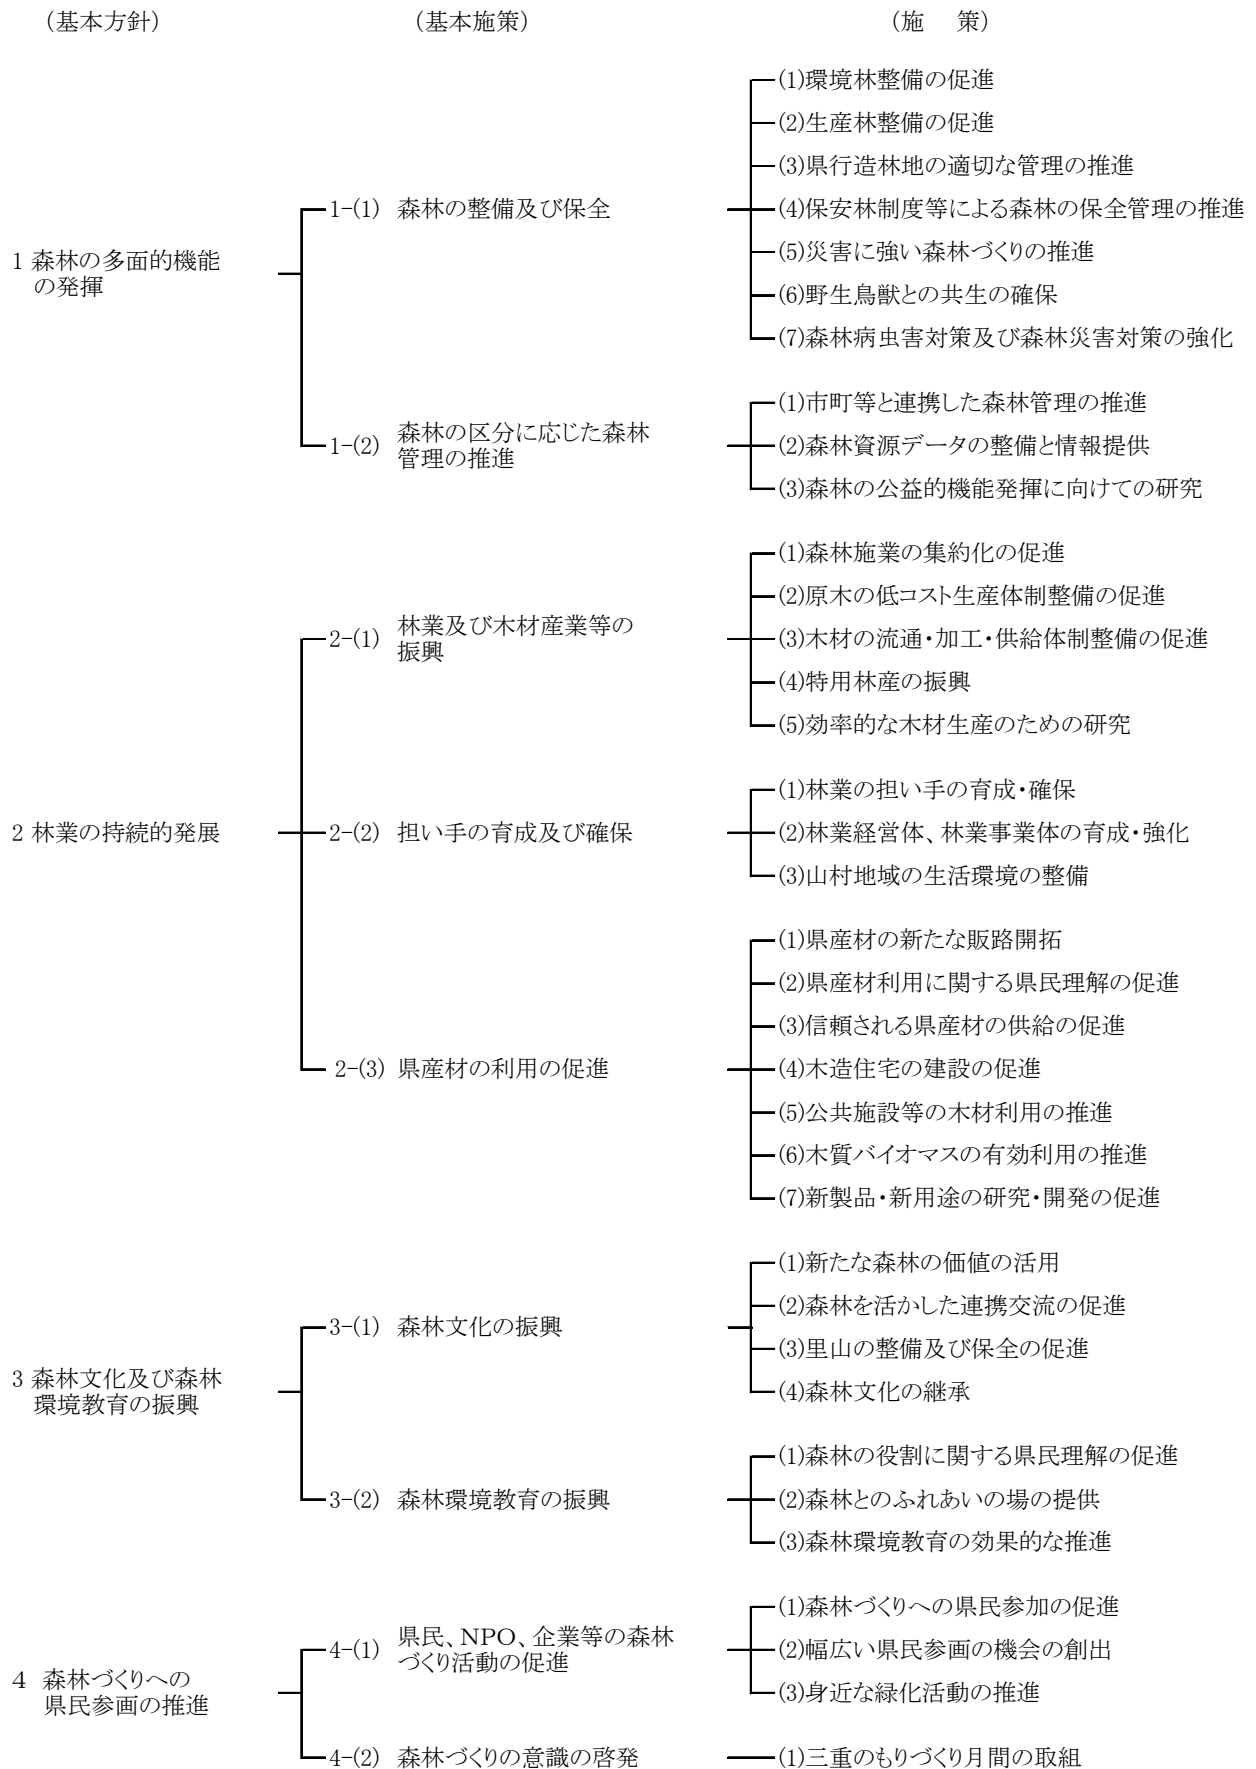 （基本方針） （基本施策） （施　策）
(1)環境林整備の促進
(2)生産林整備の促進
(3)県行造林地の適切な管理の推進
1-(1) 森林の整備及び保全
(4)保安林制度等による森林の保全管理の推進
1 森林の多面的機能
の発揮
(5)災害に強い森林づくりの推進
(6)野生鳥獣との共生の確保
(7)森林病虫害対策及び森林災害対策の強化
(1)市町等と連携した森林管理の推進
1-(2) 森林の区分に応じた森林
管理の推進
(2)森林資源データの整備と情報提供
(3)森林の公益的機能発揮に向けての研究
(1)森林施業の集約化の促進
(2)原木の低コスト生産体制整備の促進
2-(1) 林業及び木材産業等の
振興
(3)木材の流通・加工・供給体制整備の促進
(4)特用林産の振興
(5)効率的な木材生産のための研究
(1)林業の担い手の育成・確保
2 林業の持続的発展
2-(2) 担い手の育成及び確保
(2)林業経営体、林業事業体の育成・強化
(3)山村地域の生活環境の整備
(1)県産材の新たな販路開拓
(2)県産材利用に関する県民理解の促進
(3)信頼される県産材の供給の促進
2-(3) 県産材の利用の促進
(4)木造住宅の建設の促進
(5)公共施設等の木材利用の推進
(6)木質バイオマスの有効利用の推進
(7)新製品・新用途の研究・開発の促進
(1)新たな森林の価値の活用
(2)森林を活かした連携交流の促進
3-(1) 森林文化の振興
(3)里山の整備及び保全の促進
3 森林文化及び森林
環境教育の振興
(4)森林文化の継承
(1)森林の役割に関する県民理解の促進
3-(2) 森林環境教育の振興
(2)森林とのふれあいの場の提供
(3)森林環境教育の効果的な推進
(1)森林づくりへの県民参加の促進
4-(1) 県民、NPO、企業等の森林
づくり活動の促進
(2)幅広い県民参画の機会の創出
4 森林づくりへの
県民参画の推進
(3)身近な緑化活動の推進
4-(2) 森林づくりの意識の啓発
(1)三重のもりづくり月間の取組